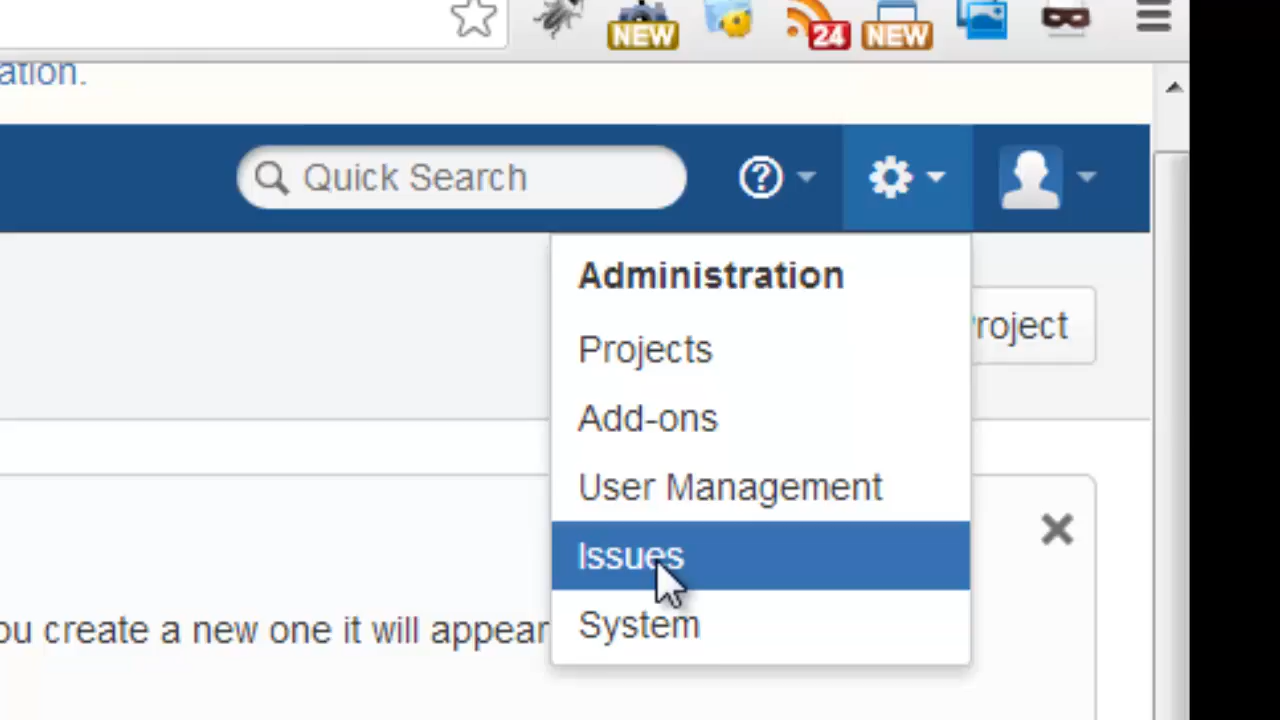 NEW
24
NEW
ation.
Quick Search
Administration
Projects
roject
Add-ons
User Management
Issues
ou create a new one it will appear
System